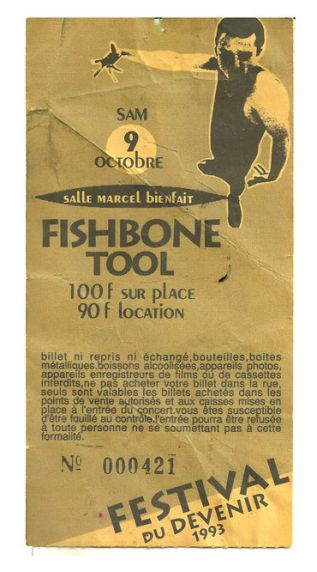 SAM
9
OCTOBRE
SALLE MARCEL BIENFAIT
FISHBONE
TOOL
100f SUR PLACE
90f LOCATION
billet ni repris ni échangé,bouteilles,boites
métalliques,boissons alcoolisées,appareils photos,
appareils enregistreurs de films ou de cassettes
interdits,ne pas acheter votre billet dans la rue,
seuls sont valables les billets achetés dans les
points de vente autorisés et aux caisses mises en
place à l'entrée du concert.vous êtes susceptible
d'être fouillé au contrôle.l'entrée pourra être refusée
à toute personne ne se soumettant pas à cette
formalité.
Nº 000421
FESTIVAL
DU DEVENIR
1993